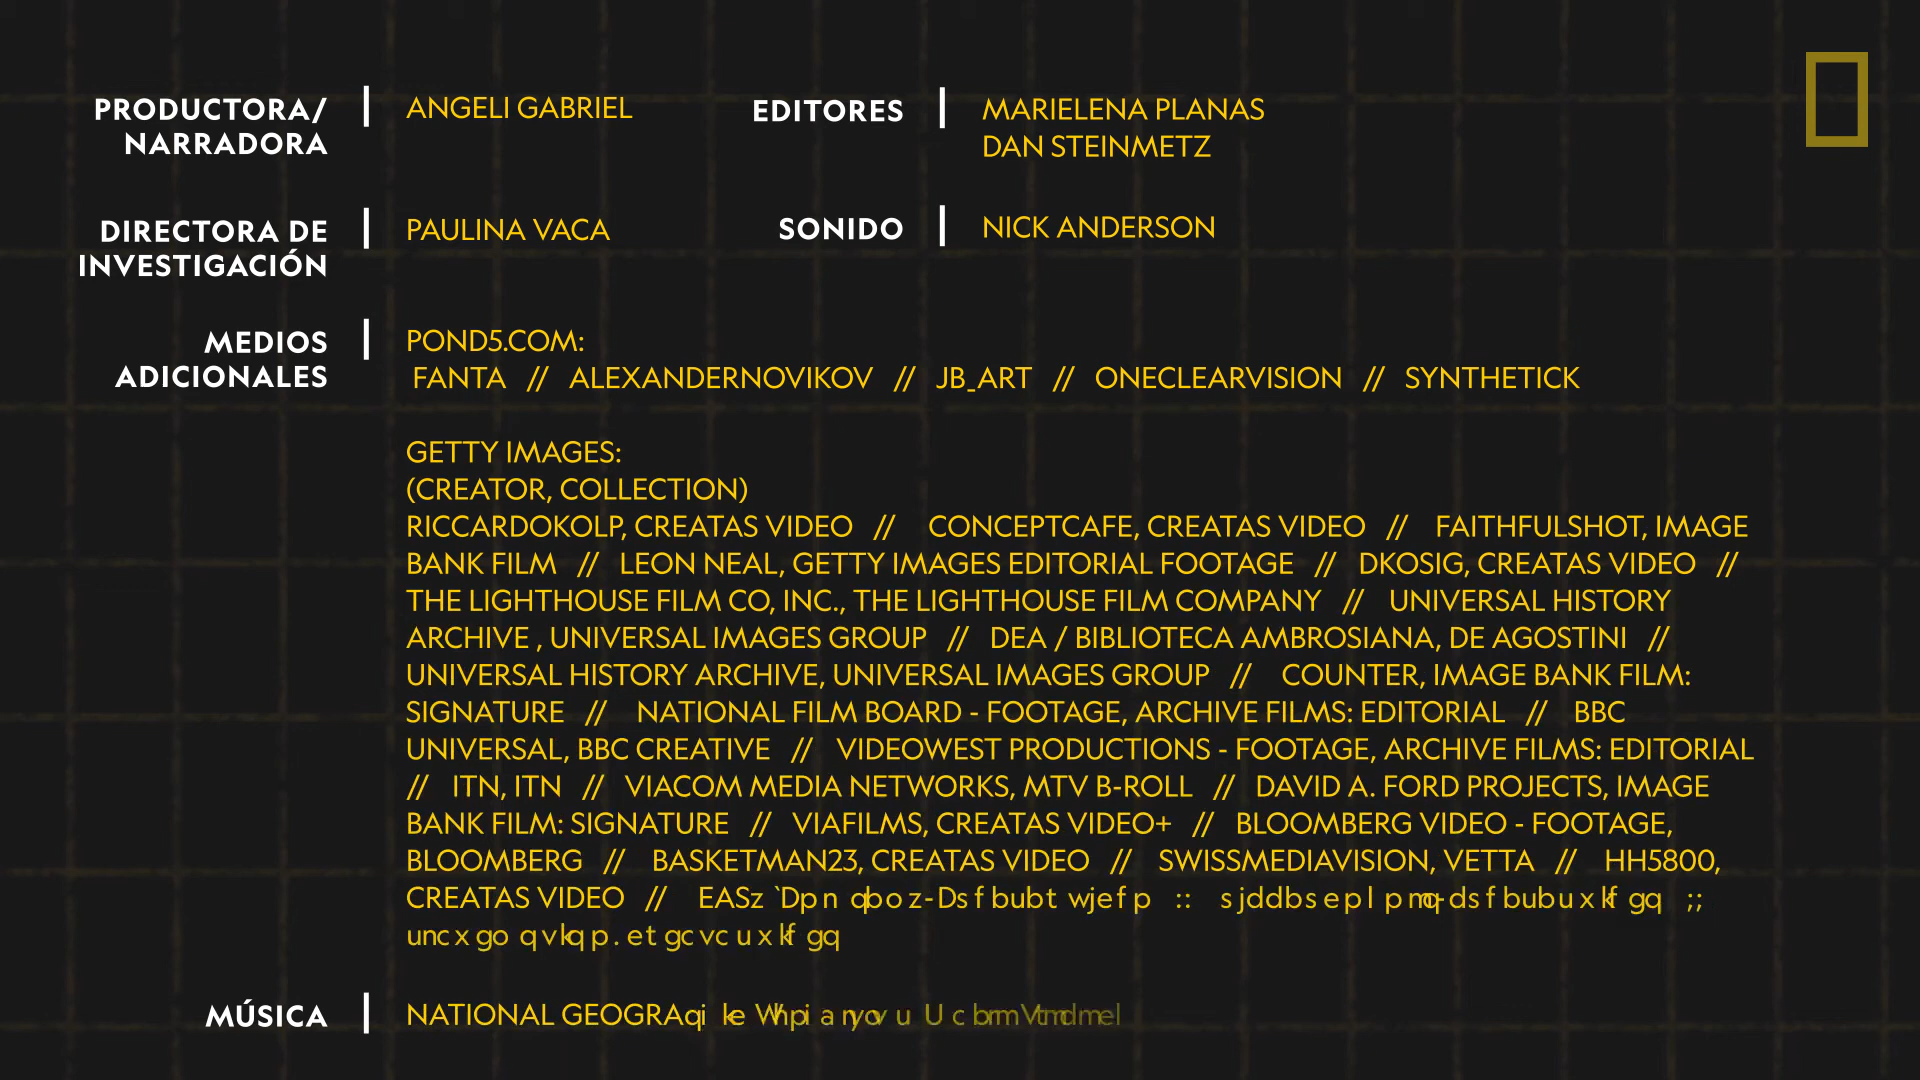 PRODUCTORA/
NARRADORA
ANGELI GABRIEL
EDITORES
MARIELENA PLANAS
DAN STEINMETZ
DIRECTORA DE
INVESTIGACIÓN
PAULINA VACA
SONIDO
NICK ANDERSON
MEDIOS
ADICIONALES
POND5.COM:
FANTA // ALEXANDERNOVIKOV // JB_ART // ONECLEARVISION // SYNTHETICK
GETTY IMAGES:
(CREATOR, COLLECTION)
RICCARDOKOLP, CREATAS VIDEO // CONCEPTCAFE, CREATAS VIDEO // FAITHFULSHOT, IMAGE
BANK FILM // LEON NEAL, GETTY IMAGES EDITORIAL FOOTAGE // DKOSIG, CREATAS VIDEO //
THE LIGHTHOUSE FILM CO, INC., THE LIGHTHOUSE FILM COMPANY // UNIVERSAL HISTORY
ARCHIVE , UNIVERSAL IMAGES GROUP // DEA / BIBLIOTECA AMBROSIANA, DE AGOSTINI //
UNIVERSAL HISTORY ARCHIVE, UNIVERSAL IMAGES GROUP // COUNTER, IMAGE BANK FILM:
SIGNATURE // NATIONAL FILM BOARD - FOOTAGE, ARCHIVE FILMS: EDITORIAL // BBC
UNIVERSAL, BBC CREATIVE // VIDEOWEST PRODUCTIONS - FOOTAGE, ARCHIVE FILMS: EDITORIAL
// ITN, ITN // VIACOM MEDIA NETWORKS, MTV B-ROLL // DAVID A. FORD PROJECTS, IMAGE
BANK FILM: SIGNATURE // VIAFILMS, CREATAS VIDEO+ // BLOOMBERG VIDEO - FOOTAGE,
BLOOMBERG // BASKETMAN23, CREATAS VIDEO // SWISSMEDIAVISION, VETTA // HH5800,
CREATAS VIDEO //
MÚSICA
NATIONAL